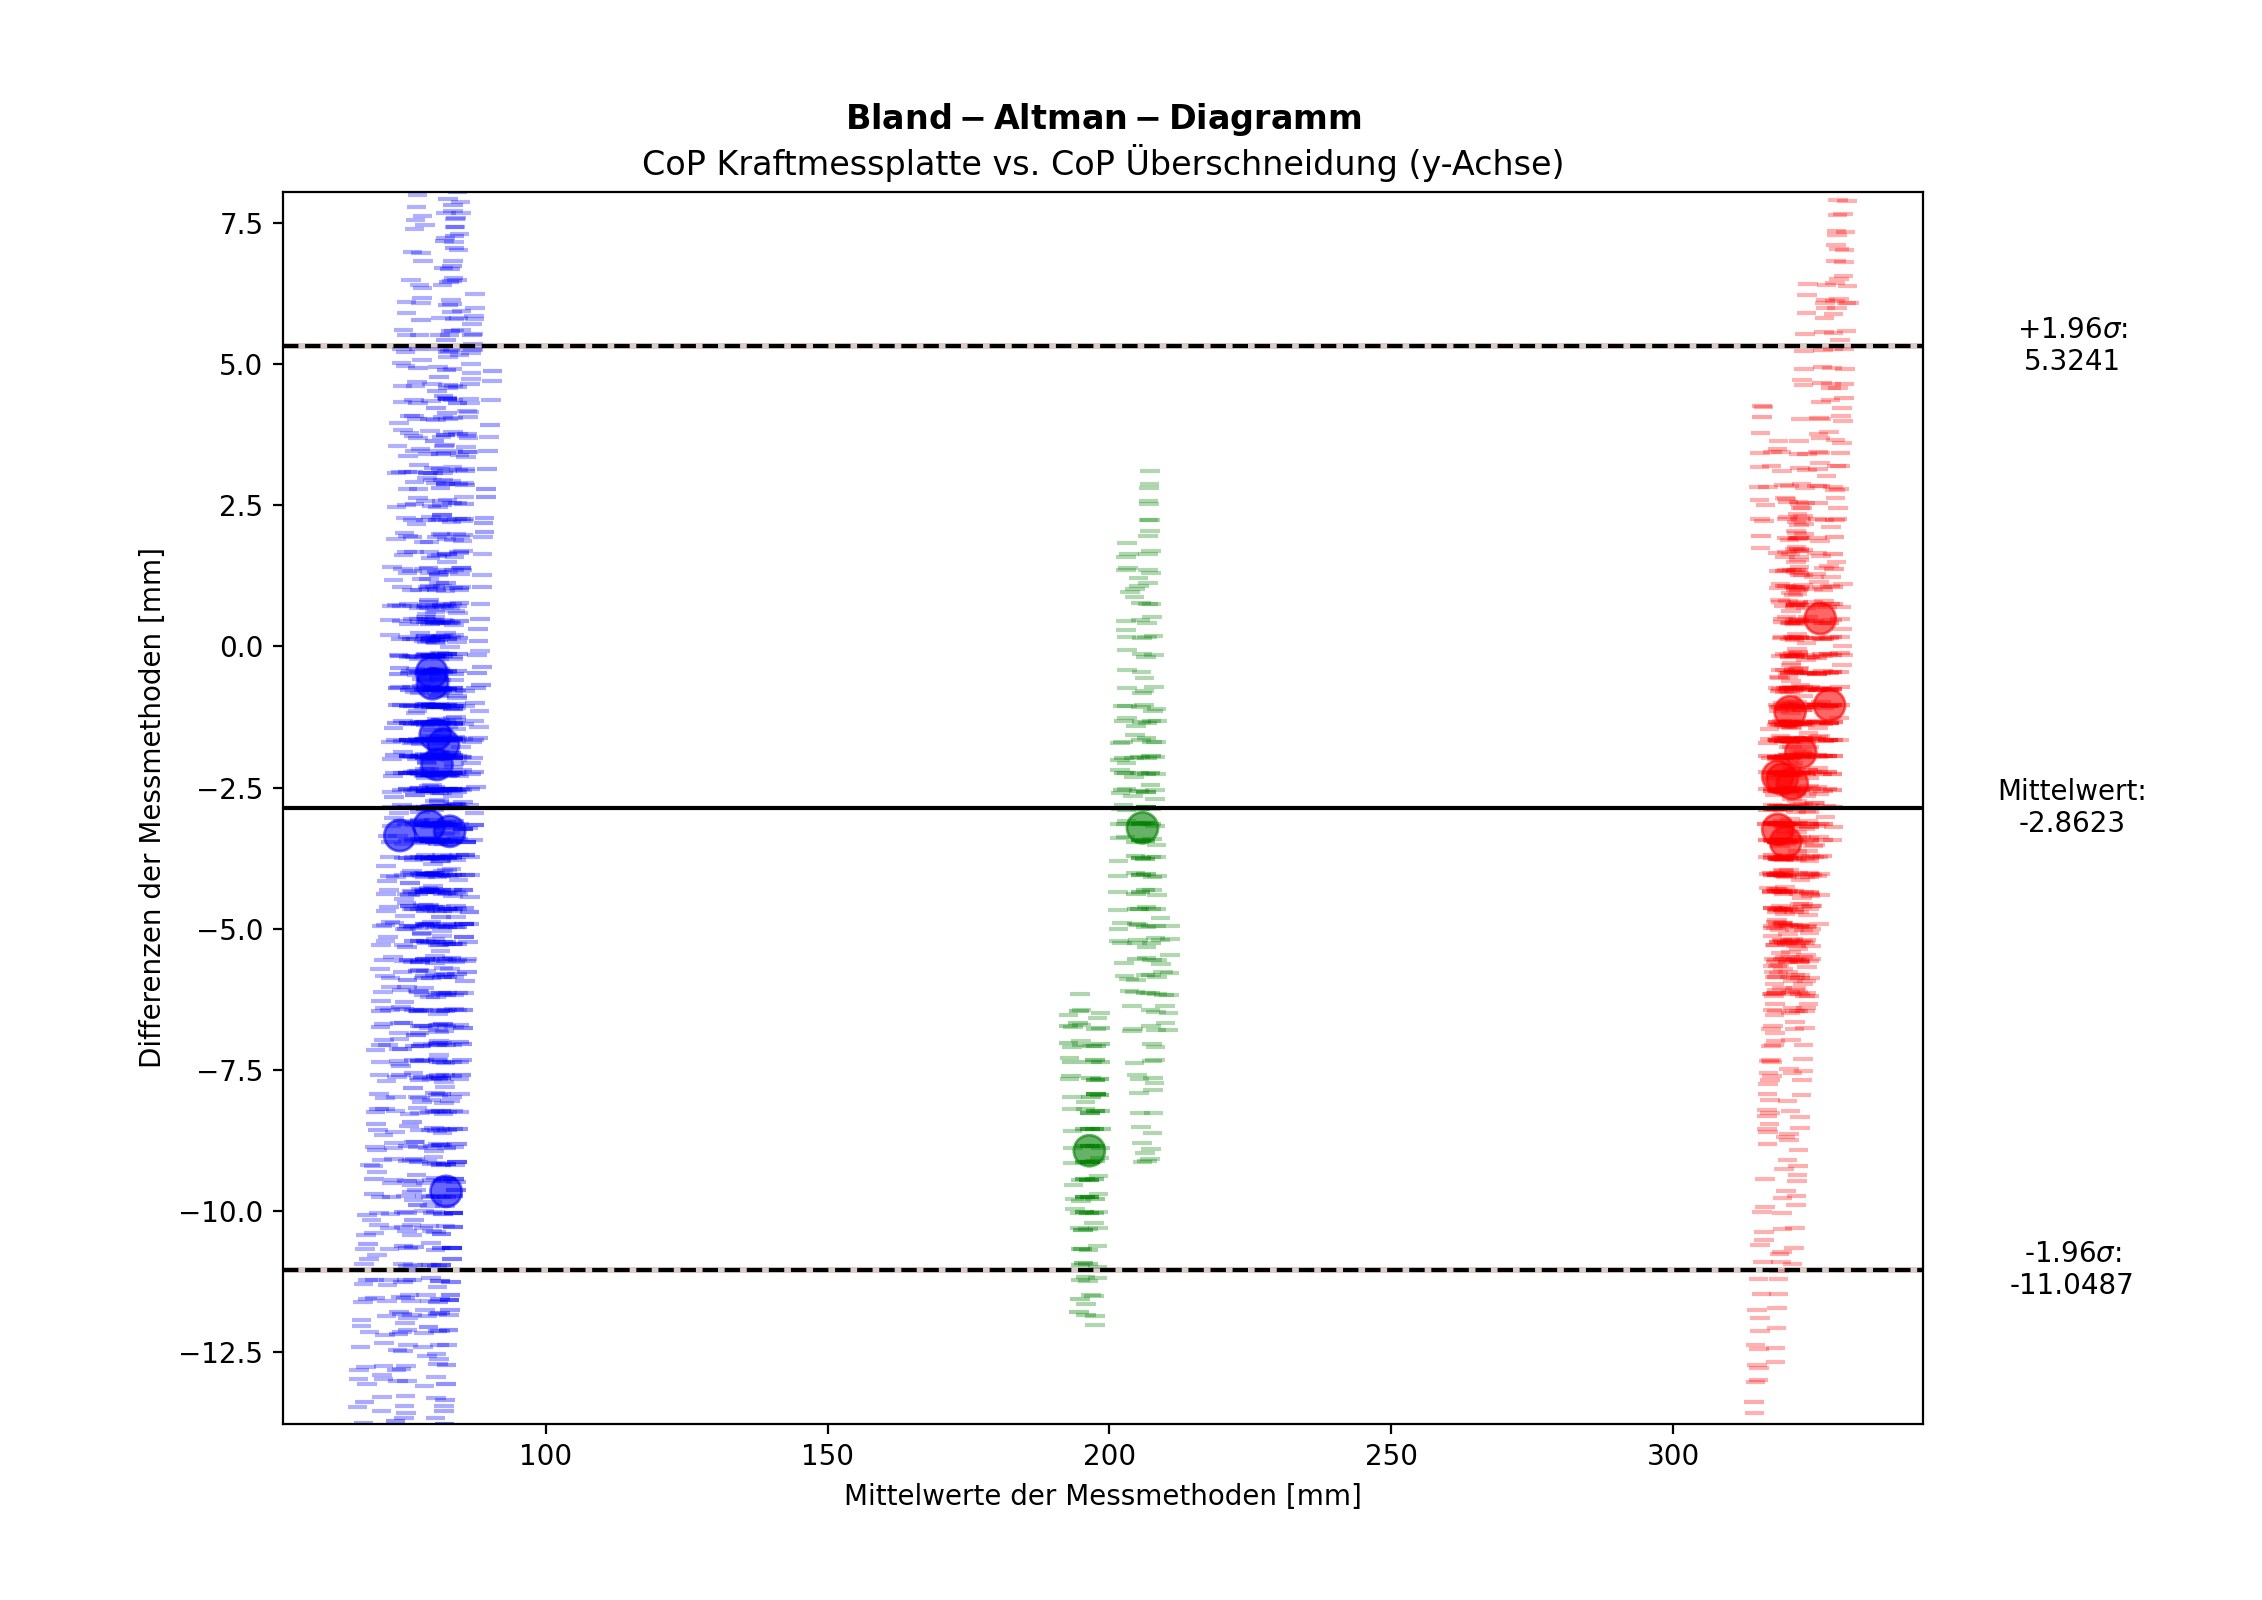 Bland – Altman – Diagramm
CoP Kraftmessplatte vs. CoP Überschneidung (y-Achse)
Differenzen der Messmethoden [mm]
7.5
5.0
2.5
0.0
−2.5
−5.0
−7.5
−10.0
−12.5
+1.96σ:
5.3241
Mittelwert:
-2.8623
-1.96σ:
-11.0487
100
150
200
250
300
Mittelwerte der Messmethoden [mm]